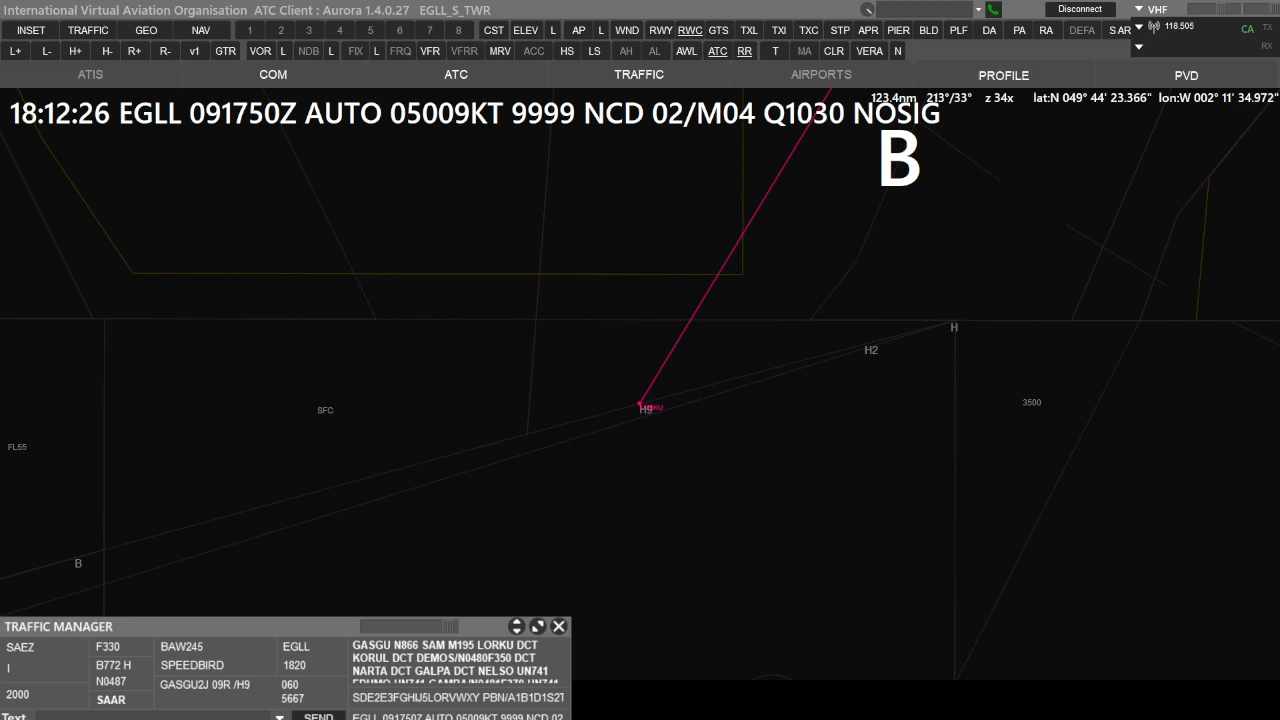 International Virtual Aviation Organisation ATC Client : Aurora 1.4.0.27 EGLL_S_TWR
Disconnect VHF
INSET TRAFFIC GEO NAV 1 2 3 4 5 6 7 8 CST ELEV L AP L WND RWY RWC GTS TXL TXI TXC STP APR PIER BLD PLF DA PA RA DEFA S AR 118.505 CA TX
L+ L- H+ H- R+ R- v1 GTR VOR L NDB L FIX L FRQ VFR VFRR MRV ACC HS LS AH AL AWL ATC RR T MA CLR VERA N RX
ATIS COM ATC TRAFFIC AIRPORTS PROFILE PVD
123.4nm 213°/33° z 34x lat:N 049° 44' 23.366" lon:W 002° 11' 34.972"
18:12:26 EGLL 091750Z AUTO 05009KT 9999 NCD 02/M04 Q1030 NOSIG
B
H
H2
H9
SFC
3500
FL55
B
TRAFFIC MANAGER
SAEZ F330 BAW245 EGLL GASGU N866 SAM M195 LORKU DCT
KORUL DCT DEMOS/N0480F350 DCT
I B772 H SPEEDBIRD 1820
NARTA DCT GALPA DCT NELSO UN741
N0487 GASGU2J 09R /H9 060
2000 SAAR 5667 SDE2E3FGHIJ5LORVWXY PBN/A1B1D1S2T
Text SEND EGLL 091750Z AUTO 05009KT 9999 NCD 02